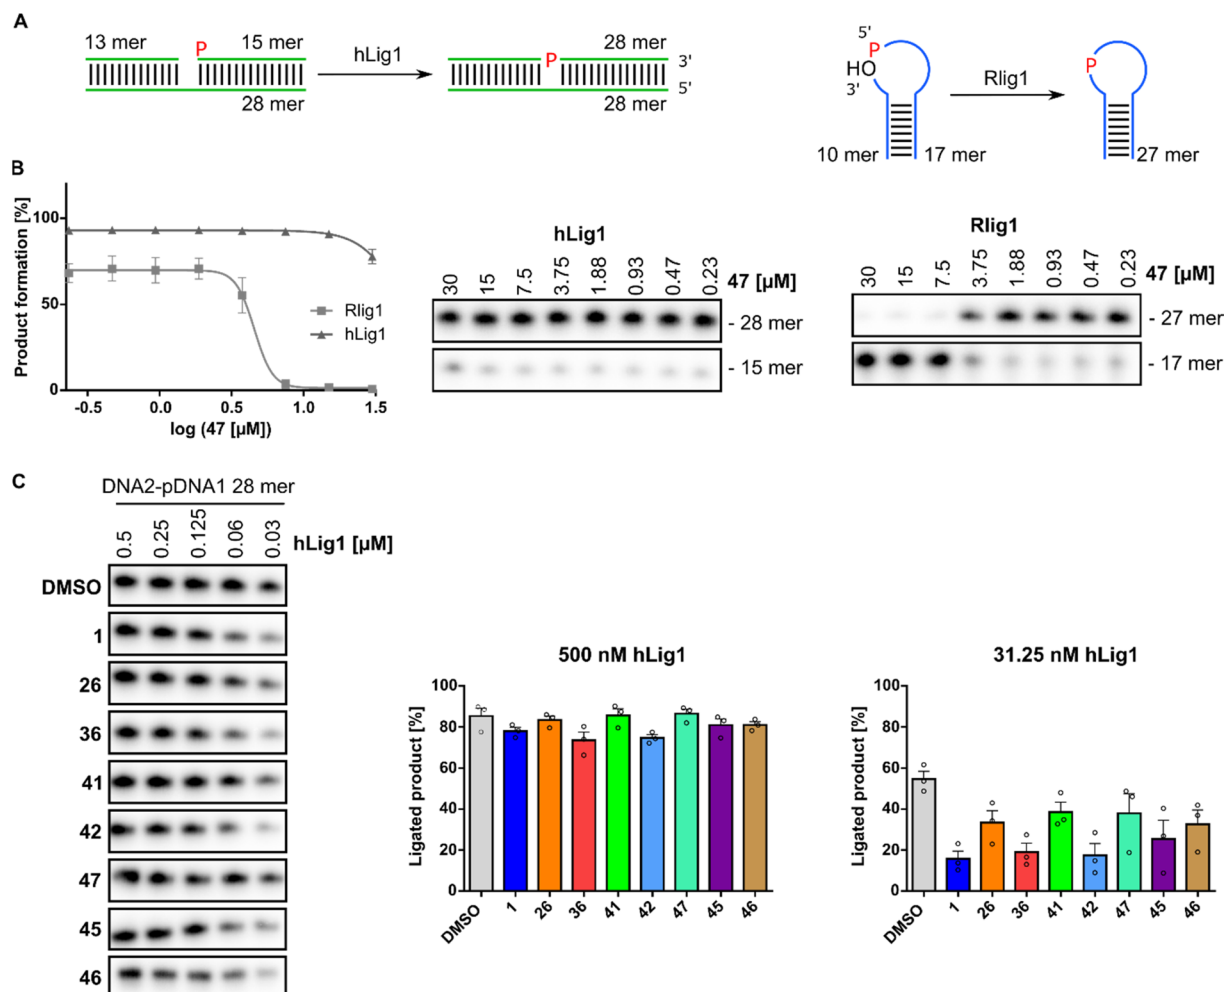 A
13 mer
P
15 mer
28 mer
hLig1
P
28 mer
3'
5'
28 mer
5'
P
HO
3'
10 mer
17 mer
Rlig1
P
27 mer
B
Product formation [%]
100
50
0
-0.5
0.0
0.5
1.0
1.5
log (47 [µM])
Rlig1
hLig1
hLig1
30
15
7.5
3.75
1.88
0.93
0.47
0.23
47 [µM]
- 28 mer
- 15 mer
Rlig1
30
15
7.5
3.75
1.88
0.93
0.47
0.23
47 [µM]
- 27 mer
- 17 mer
C
DNA2-pDNA1 28 mer
0.5
0.25
0.125
0.06
0.03
hLig1 [µM]
DMSO
1
26
36
41
42
47
45
46
500 nM hLig1
Ligated product [%]
100
80
60
40
20
0
DMSO
1
26
36
41
42
47
45
46
31.25 nM hLig1
Ligated product [%]
100
80
60
40
20
0
DMSO
1
26
36
41
42
47
45
46